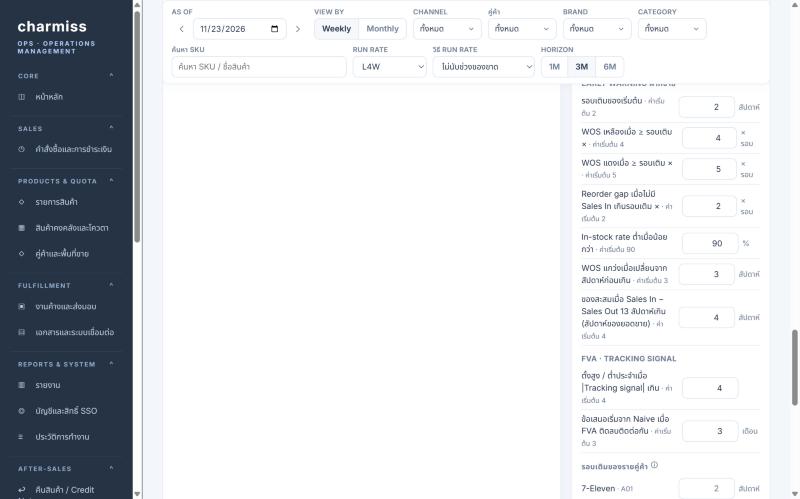 charmiss
OPS · OPERATIONS
MANAGEMENT
CORE
หน้าหลัก
SALES
คำสั่งซื้อและการชำระเงิน
PRODUCTS & QUOTA
รายการสินค้า
สินค้าคงคลังและโควตา
คู่ค้าและพื้นที่ขาย
FULFILLMENT
งานค้างและส่งมอบ
เอกสารและระบบเชื่อมต่อ
REPORTS & SYSTEM
รายงาน
บัญชีและสิทธิ์ SSO
ประวัติการทำงาน
AFTER-SALES
คืนสินค้า / Credit
AS OF
11/23/2026
VIEW BY
Weekly Monthly
CHANNEL
ทั้งหมด
คู่ค้า
ทั้งหมด
BRAND
ทั้งหมด
CATEGORY
ทั้งหมด
ค้นหา SKU
ค้นหา SKU / ชื่อสินค้า
RUN RATE
L4W
วิธี RUN RATE
ไม่นับช่วงของขาด
HORIZON
1M 3M 6M
EARLY WARNING
รอบเติมของเริ่มต้น · ค่าเริ่ม
ต้น 2
2 สัปดาห์
WOS เหลืองเมื่อ ≥ รอบเติม
× · ค่าเริ่มต้น 4
4 × รอบ
WOS แดงเมื่อ ≥ รอบเติม ×
· ค่าเริ่มต้น 5
5 × รอบ
Reorder gap เมื่อไม่มี
Sales In เกินรอบเติม × · ค่า
เริ่มต้น 2
2 × รอบ
In-stock rate ต่ำเมื่อน้อย
กว่า · ค่าเริ่มต้น 90
90 %
WOS แกว่งเมื่อเปลี่ยนจาก
สัปดาห์ก่อนเกิน · ค่าเริ่มต้น 3
3 สัปดาห์
ของสะสมเมื่อ Sales In −
Sales Out 13 สัปดาห์เกิน
(สัปดาห์ของยอดขาย) · ค่า
เริ่มต้น 4
4 สัปดาห์
FVA · TRACKING SIGNAL
ตั้งสูง / ต่ำประจำเมื่อ
|Tracking signal| เกิน · ค่า
เริ่มต้น 4
4
ข้อเสนอเริ่มจาก Naive เมื่อ
FVA ติดลบติดต่อกัน · ค่าเริ่ม
ต้น 3
3 เดือน
รอบเติมของรายคู่ค้า
7-Eleven · A01
2 สัปดาห์